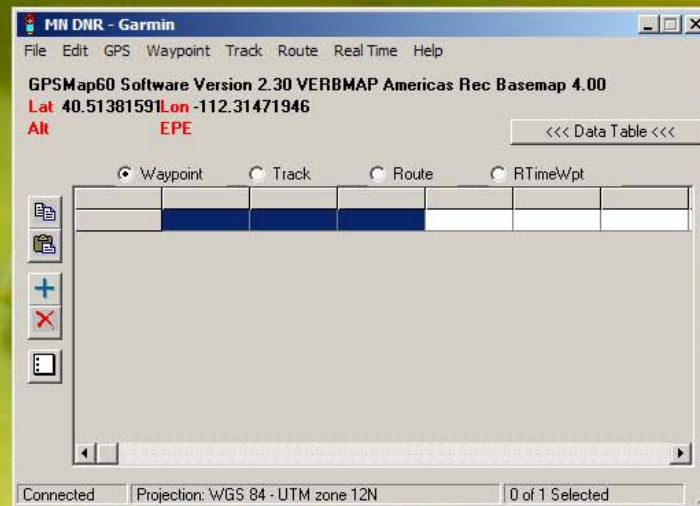 MN DNR - Garmin
File Edit GPS Waypoint Track Route Real Time Help
GPSMap60 Software Version 2.30 VERBMAP Americas Rec Basemap 4.00
Lat 40.51381591 Lon -112.31471946
Alt EPE
<<< Data Table <<<
Waypoint Track Route RTimeWpt
Connected Projection: WGS 84 - UTM zone 12N 0 of 1 Selected